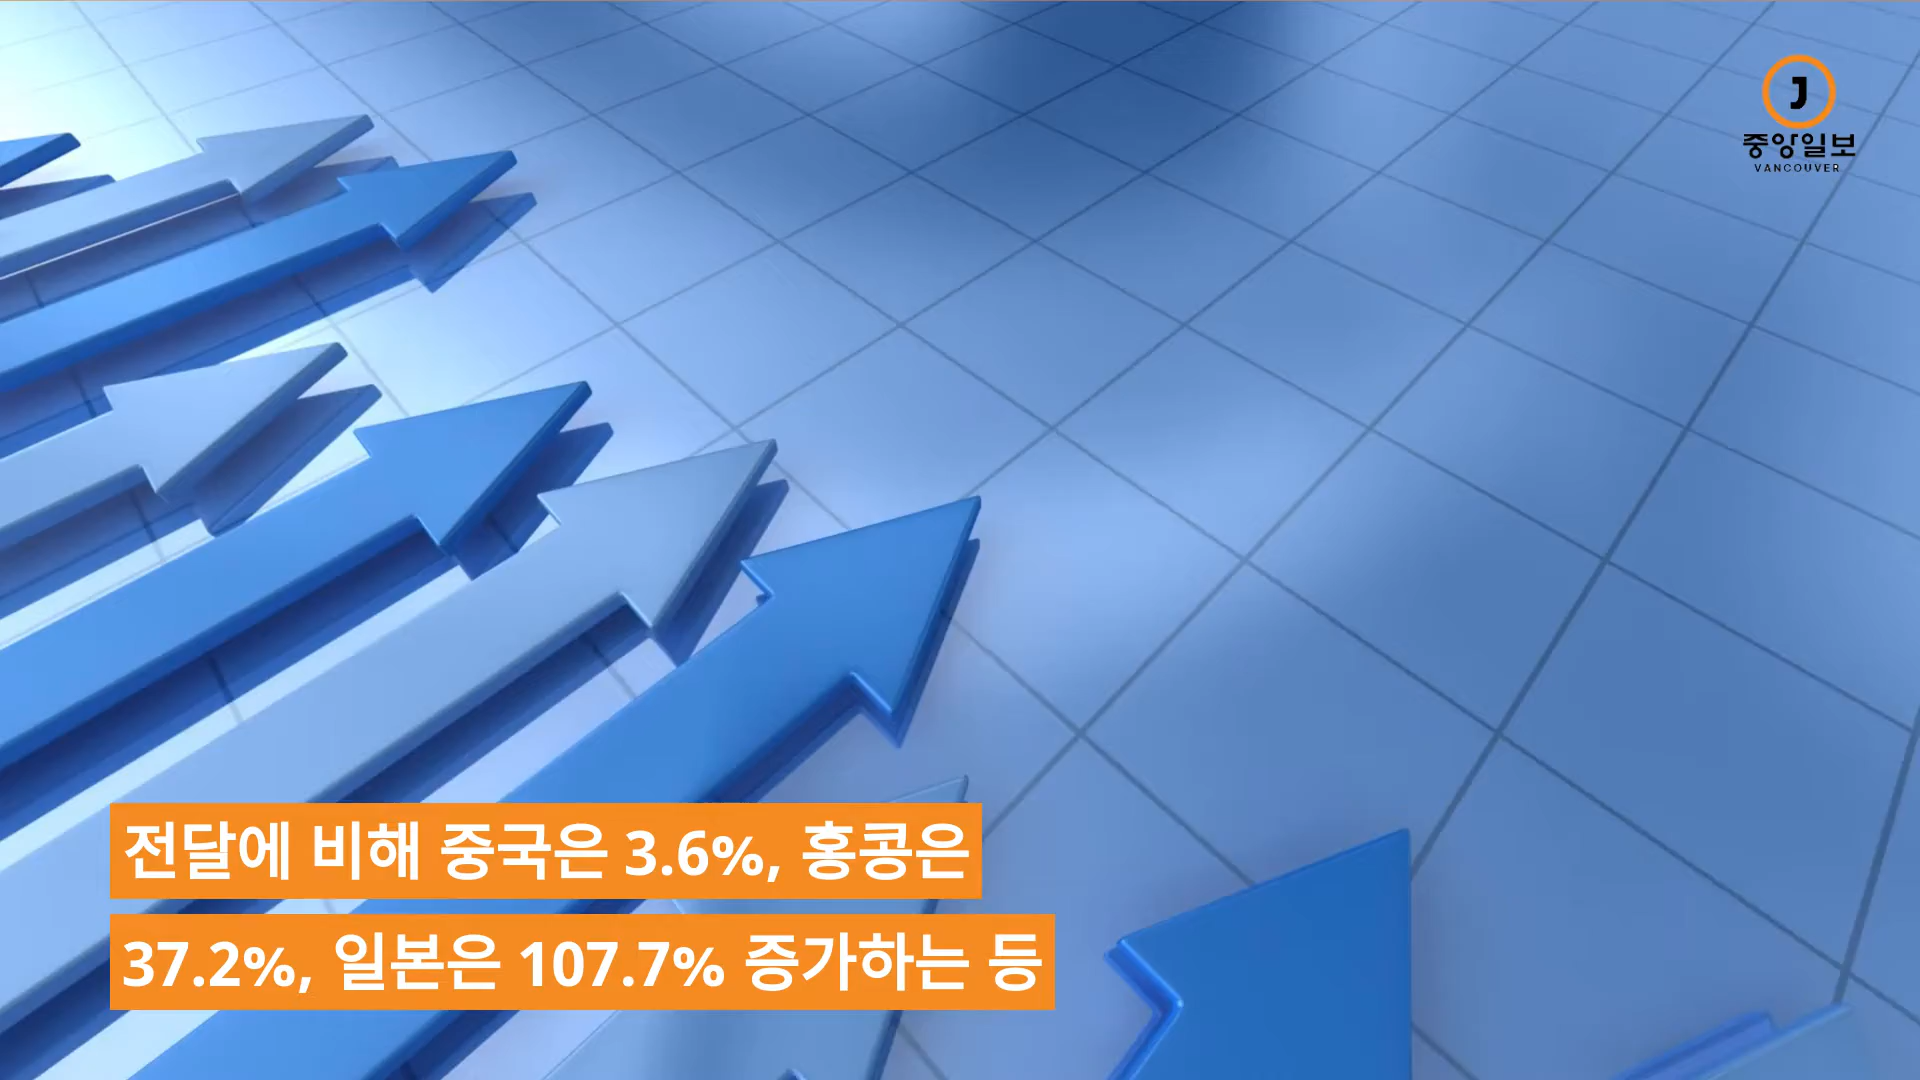 J
중앙일보
VANCOUVER
전달에 비해 중국은 3.6%, 홍콩은
37.2%, 일본은 107.7% 증가하는 등